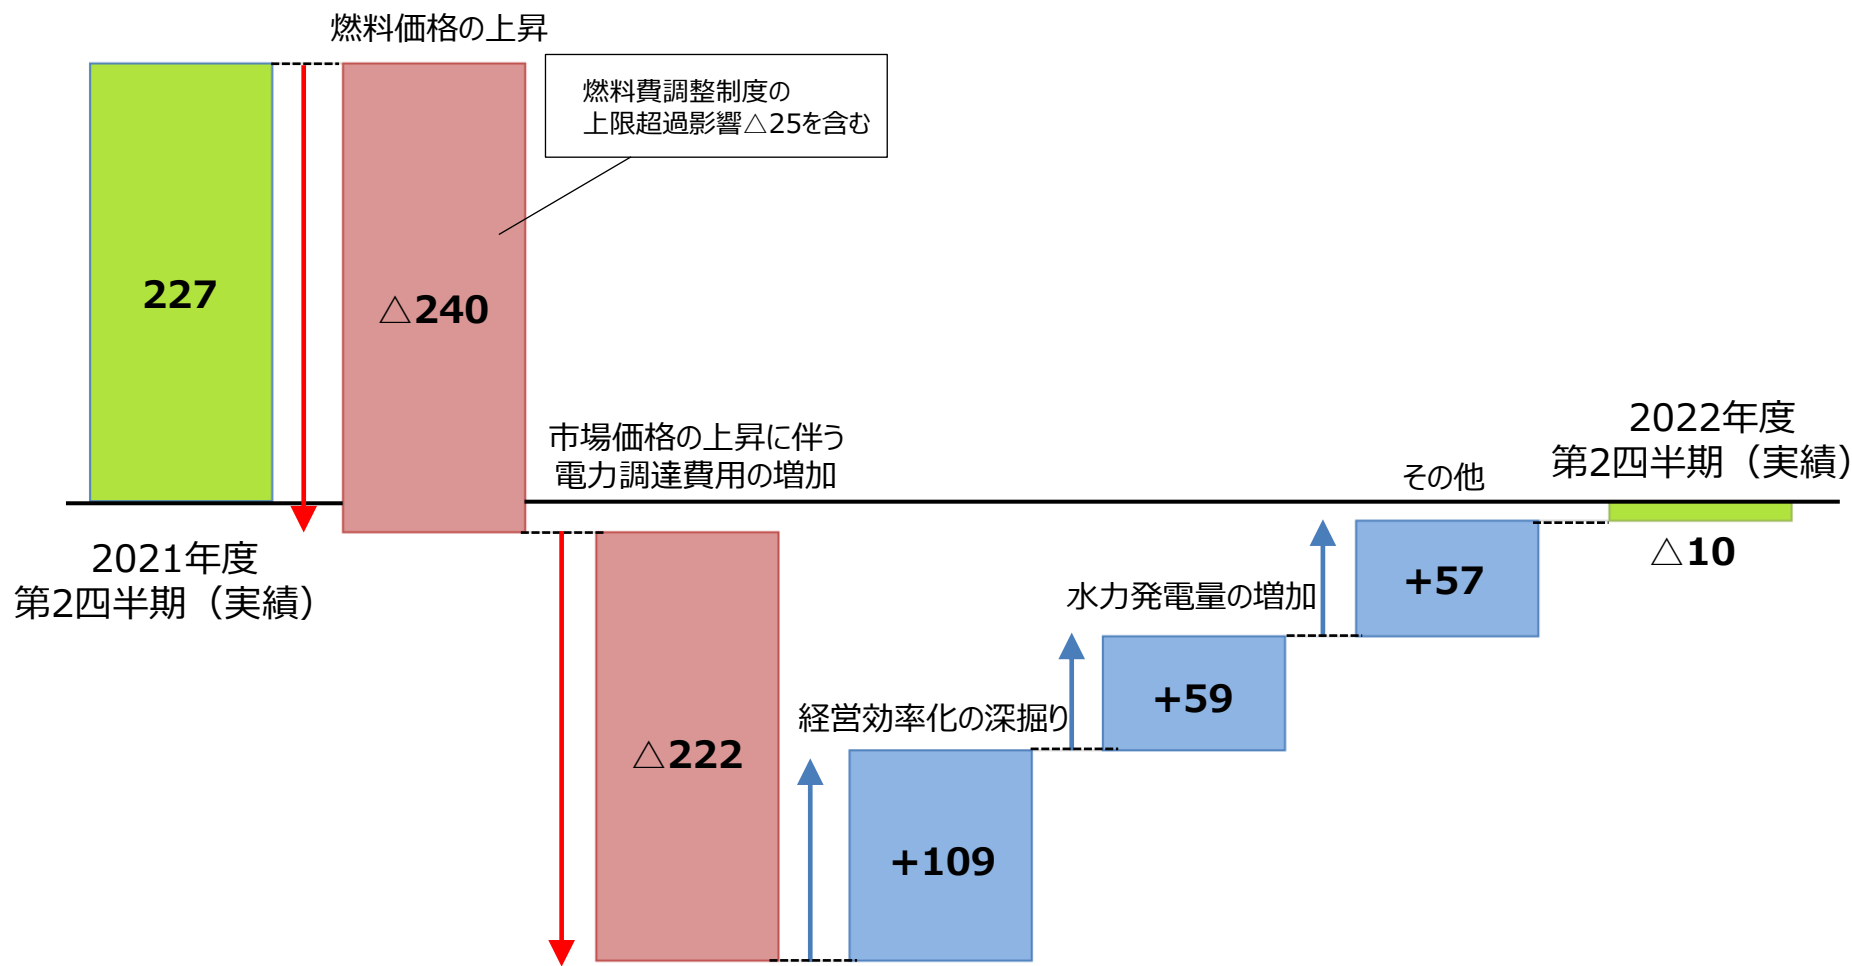 燃料価格の上昇
燃料費調整制度の
上限超過影響△25を含む
227
△240
市場価格の上昇に伴う
電力調達費用の増加
その他
2022年度
第2四半期（実績）
2021年度
第2四半期（実績）
△10
+57
水力発電量の増加
+59
経営効率化の深掘り
△222
+109